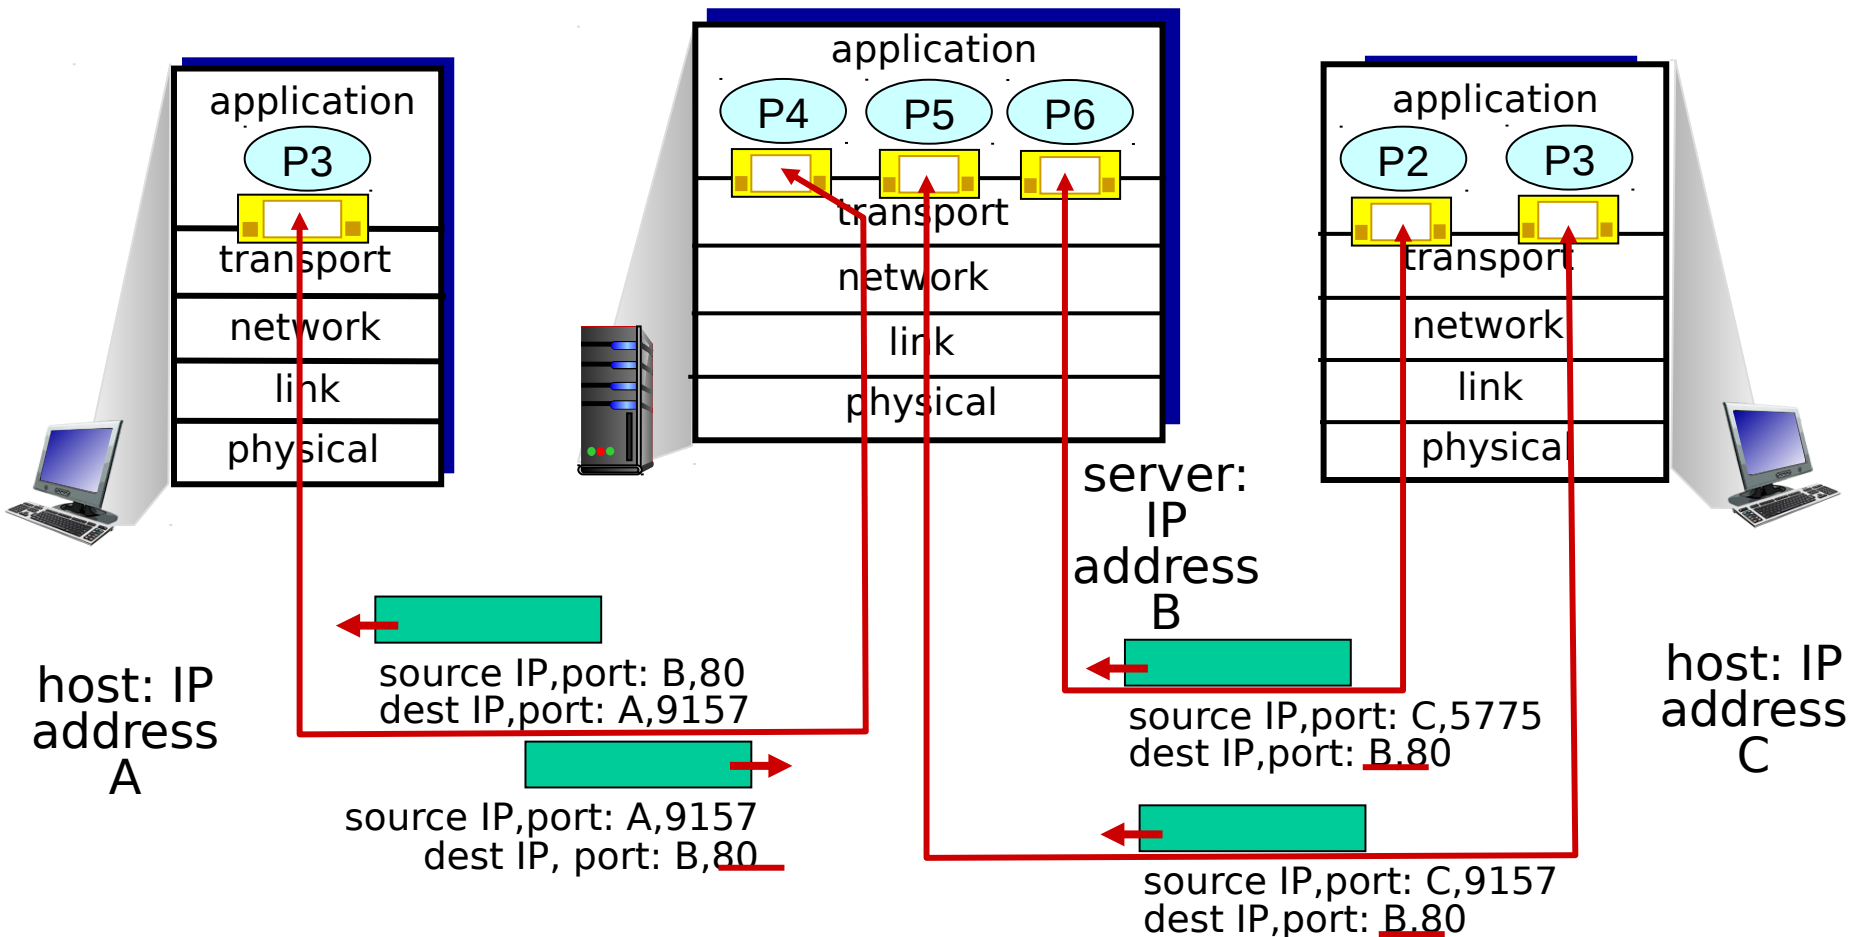 application
P3
transport
network
link
physical
host: IP
address
A
application
P4 P5 P6
transport
network
link
physical
server:
IP
address
B
application
P2 P3
transport
network
link
physical
host: IP
address
C
source IP,port: B,80
dest IP,port: A,9157
source IP,port: A,9157
dest IP, port: B,80
source IP,port: C,5775
dest IP,port: B,80
source IP,port: C,9157
dest IP,port: B,80